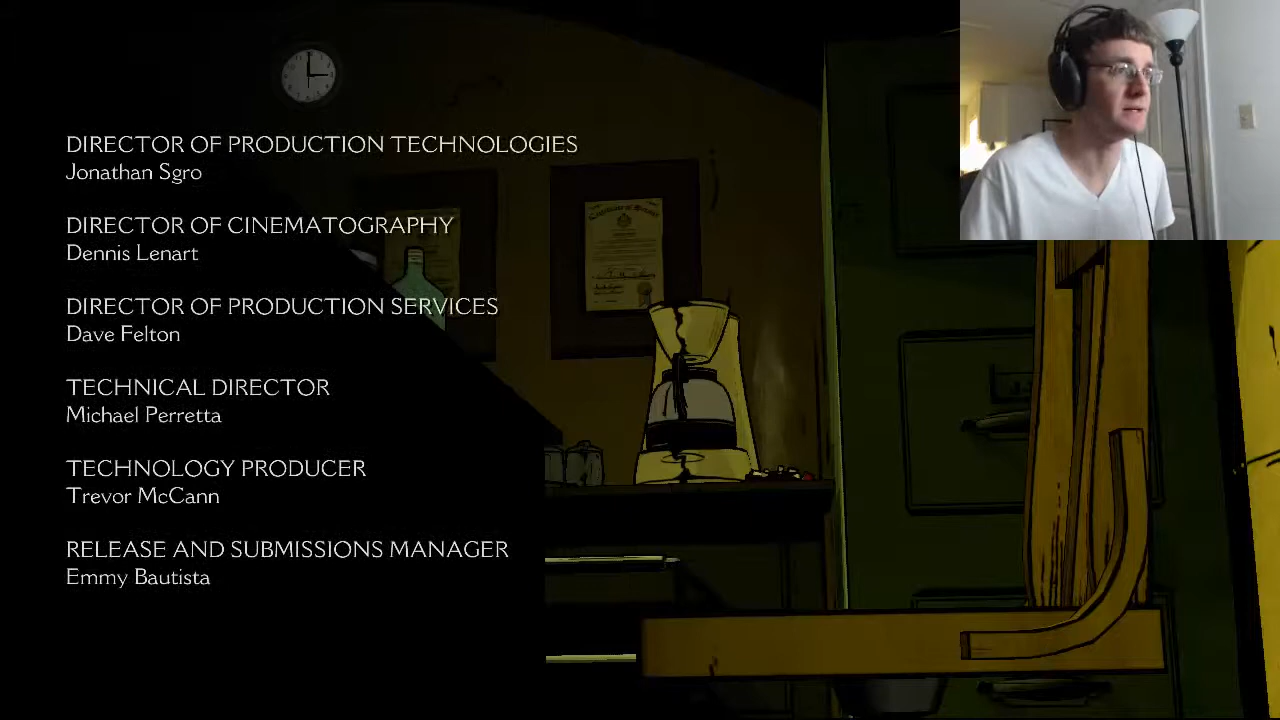 DIRECTOR OF PRODUCTION TECHNOLOGIES
Jonathan Sgro
DIRECTOR OF CINEMATOGRAPHY
Dennis Lenart
DIRECTOR OF PRODUCTION SERVICES
Dave Felton
TECHNICAL DIRECTOR
Michael Perretta
TECHNOLOGY PRODUCER
Trevor McCann
RELEASE AND SUBMISSIONS MANAGER
Emmy Bautista